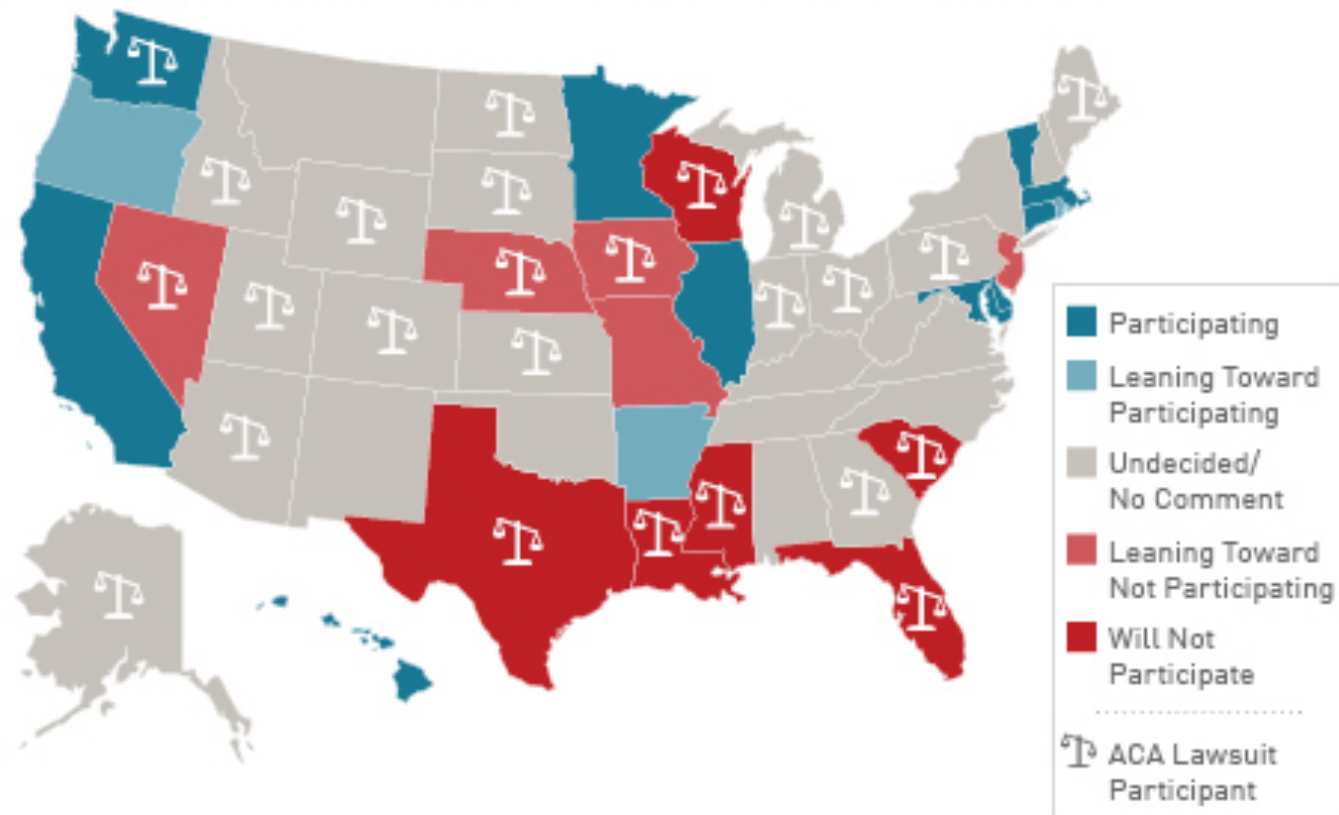 Participating
Leaning Toward
Participating
Undecided/
No Comment
Leaning Toward
Not Participating
Will Not
Participate
ACA Lawsuit
Participant